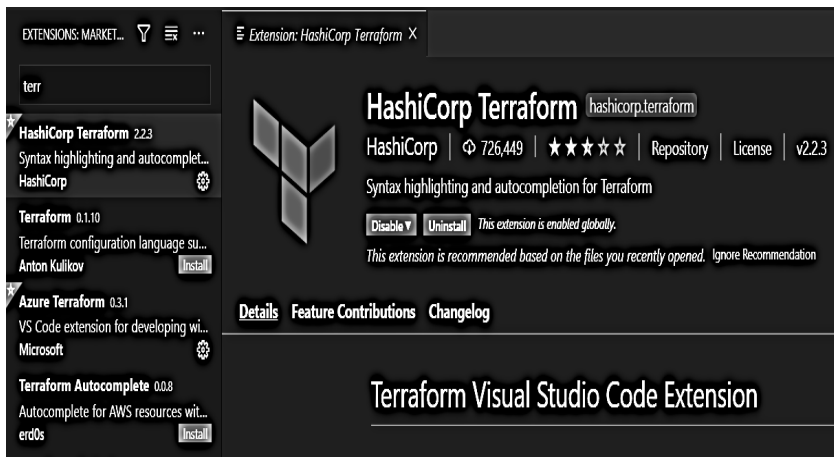 EXTENSIONS: MARKET...
terr
HashiCorp Terraform 2.2.3
Syntax highlighting and autocomplet...
HashiCorp
Terraform 0.1.10
Terraform configuration language su...
Anton Kulikov Install
Azure Terraform 0.3.1
VS Code extension for developing wi...
Microsoft
Terraform Autocomplete 0.0.8
Autocomplete for AWS resources wit...
erd0s Install
Extension: HashiCorp Terraform
HashiCorp Terraform hashicorp.terraform
HashiCorp 726,449 Repository License v2.2.3
Syntax highlighting and autocompletion for Terraform
Disable Uninstall This extension is enabled globally.
This extension is recommended based on the files you recently opened. Ignore Recommendation
Details Feature Contributions Changelog
Terraform Visual Studio Code Extension